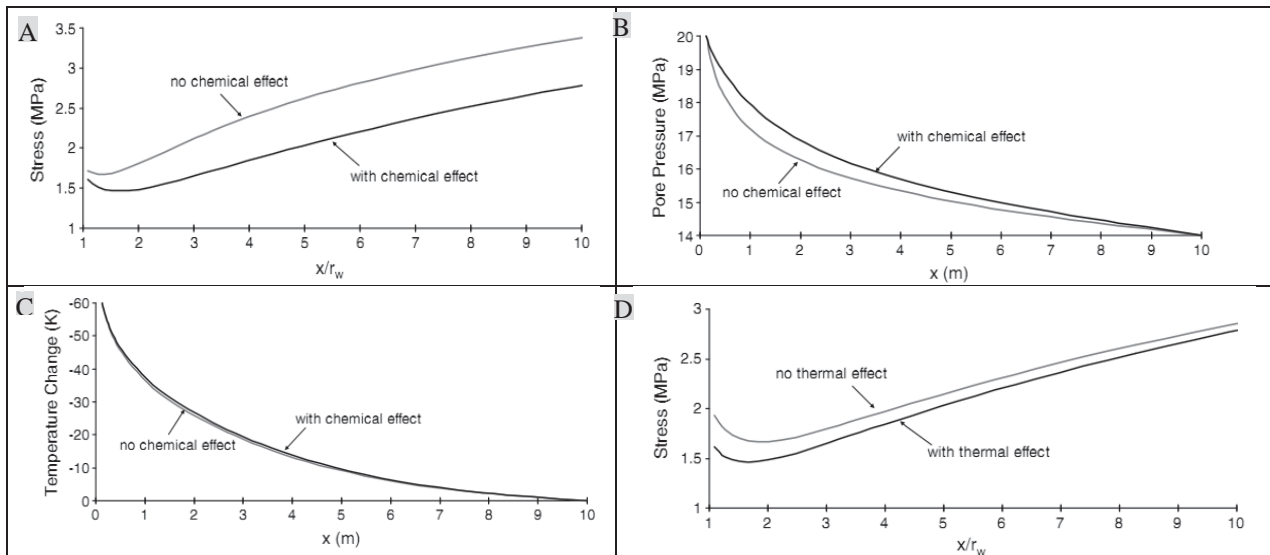 A
3.5
3
2.5
2
1.5
1
Stress (MPa)
no chemical effect
with chemical effect
1 2 3 4 5 6 7 8 9 10
x/rw
B
20
19
18
17
16
15
14
Pore Pressure (MPa)
with chemical effect
no chemical effect
0 1 2 3 4 5 6 7 8 9 10
x (m)
C
-60
-50
-40
-30
-20
-10
0
Temperature Change (K)
with chemical effect
no chemical effect
0 1 2 3 4 5 6 7 8 9 10
x (m)
D
3
2.5
2
1.5
1
Stress (MPa)
no thermal effect
with thermal effect
1 2 3 4 5 6 7 8 9 10
x/rw